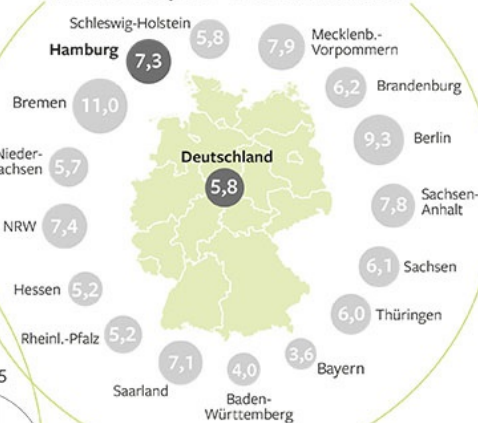 Schleswig-Holstein
5,8
7,9
Mecklenb.-
Vorpommern
Hamburg
7,3
6,2
Brandenburg
Bremen
11,0
9,3
Berlin
Deutschland
5,8
5,7
7,8
Sachsen-
Anhalt
NRW
7,4
6,1
Sachsen
Hessen
5,2
6,0
Thüringen
Rheinl.-Pfalz
5,2
7,1
Saarland
4,0
Baden-
Württemberg
3,6
Bayern
5